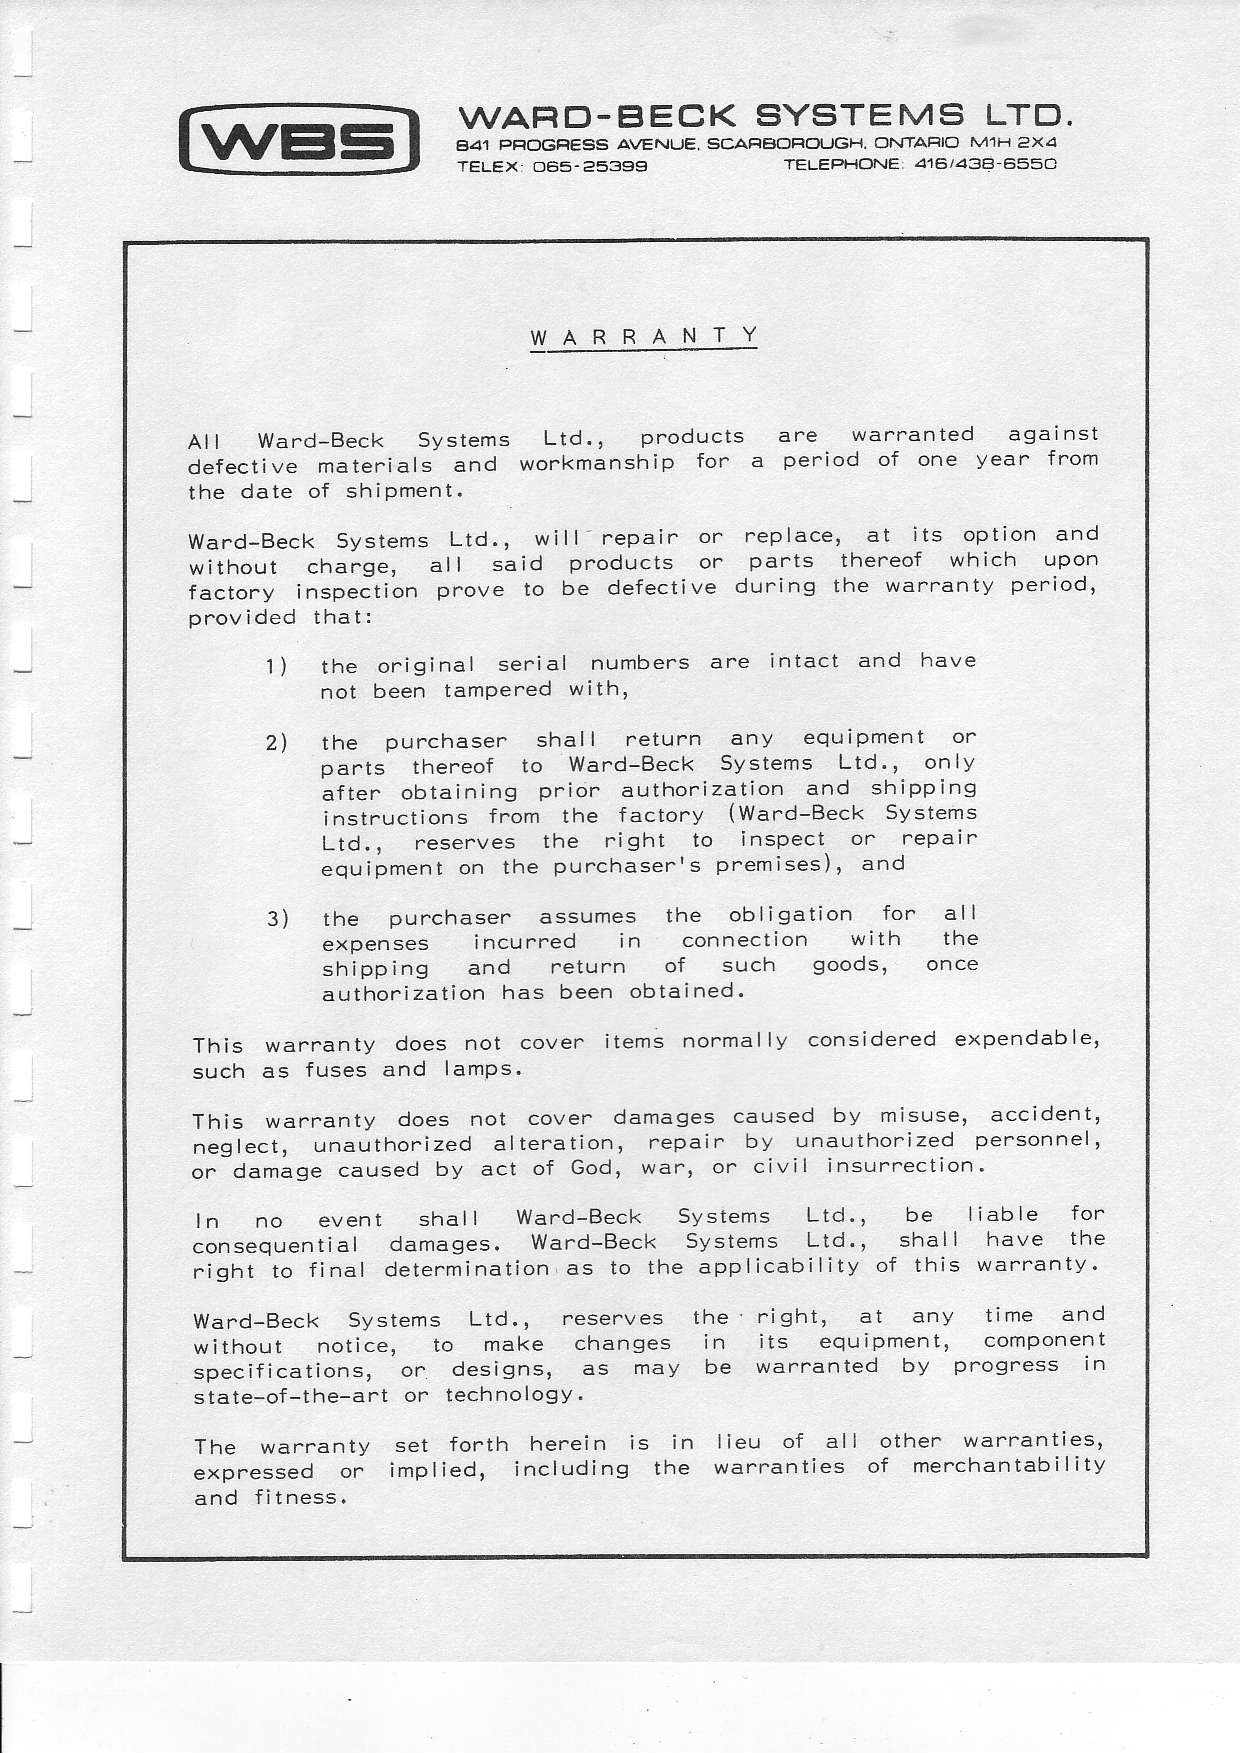 WBS
WARD-BECK SYSTEMS LTD.
841 PROGRESS AVENUE, SCARBOROUGH, ONTARIO M1H 2X4
TELEX: 065-25399 TELEPHONE: 416/438-6550
WARRANTY
All Ward-Beck Systems Ltd., products are warranted against
defective materials and workmanship for a period of one year from
the date of shipment.
Ward-Beck Systems Ltd., will repair or replace, at its option and
without charge, all said products or parts thereof which upon
factory inspection prove to be defective during the warranty period,
provided that:
1) the original serial numbers are intact and have
not been tampered with,
2) the purchaser shall return any equipment or
parts thereof to Ward-Beck Systems Ltd., only
after obtaining prior authorization and shipping
instructions from the factory (Ward-Beck Systems
Ltd., reserves the right to inspect or repair
equipment on the purchaser's premises), and
3) the purchaser assumes the obligation for all
expenses incurred in connection with the
shipping and return of such goods, once
authorization has been obtained.
This warranty does not cover items normally considered expendable,
such as fuses and lamps.
This warranty does not cover damages caused by misuse, accident,
neglect, unauthorized alteration, repair by unauthorized personnel,
or damage caused by act of God, war, or civil insurrection.
In no event shall Ward-Beck Systems Ltd., be liable for
consequential damages. Ward-Beck Systems Ltd., shall have the
right to final determination as to the applicability of this warranty.
Ward-Beck Systems Ltd., reserves the right, at any time and
without notice, to make changes in its equipment, component
specifications, or designs, as may be warranted by progress in
state-of-the-art or technology.
The warranty set forth herein is in lieu of all other warranties,
expressed or implied, including the warranties of merchantability
and fitness.